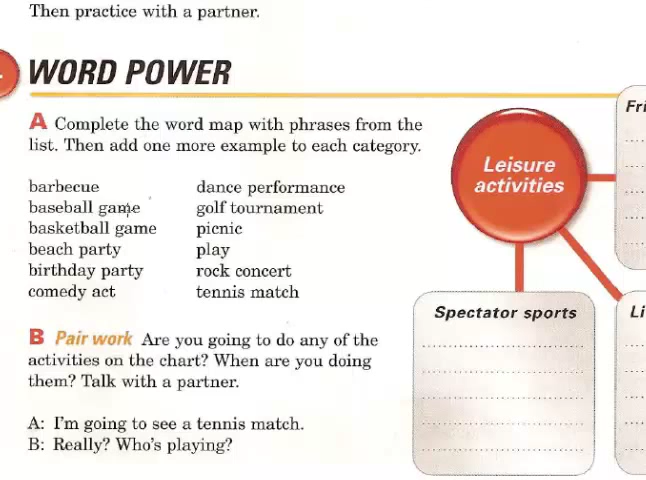 Then practice with a partner.
WORD POWER
A Complete the word map with phrases from the
list. Then add one more example to each category.
barbecue
baseball game
basketball game
beach party
birthday party
comedy act
dance performance
golf tournament
picnic
play
rock concert
tennis match
B Pair work Are you going to do any of the
activities on the chart? When are you doing
them? Talk with a partner.
A: I'm going to see a tennis match.
B: Really? Who's playing?
Leisure
activities
Spectator sports